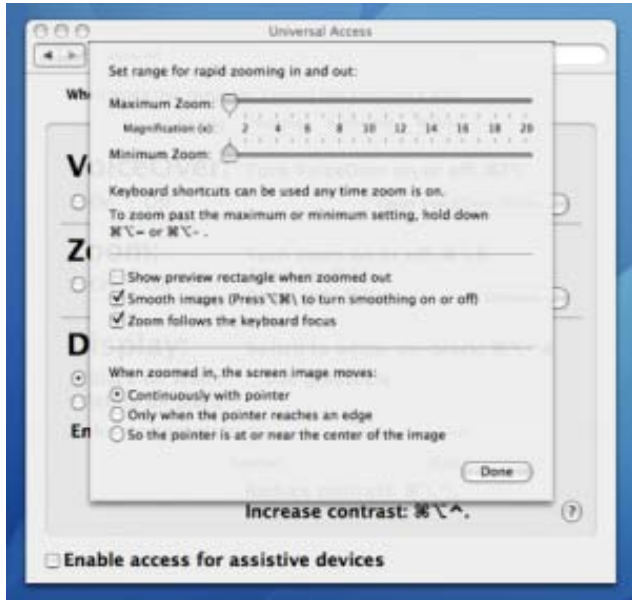 Universal Access
Set range for rapid zooming in and out:
Wh
Maximum Zoom:
Magnification (x): 2 4 6 8 10 12 14 16 18 20
Minimum Zoom:
VoiceOver:
Keyboard shortcuts can be used any time zoom is on.
To zoom past the maximum or minimum setting, hold down
⌘⌥= or ⌘⌥- .
Zoom:
Show preview rectangle when zoomed out
Smooth images (Press⌥⌘\ to turn smoothing on or off)
Zoom follows the keyboard focus
Display:
When zoomed in, the screen image moves:
Continuously with pointer
Only when the pointer reaches an edge
En
So the pointer is at or near the center of the image
Done
Increase contrast: ⌘⌥^.
?
Enable access for assistive devices